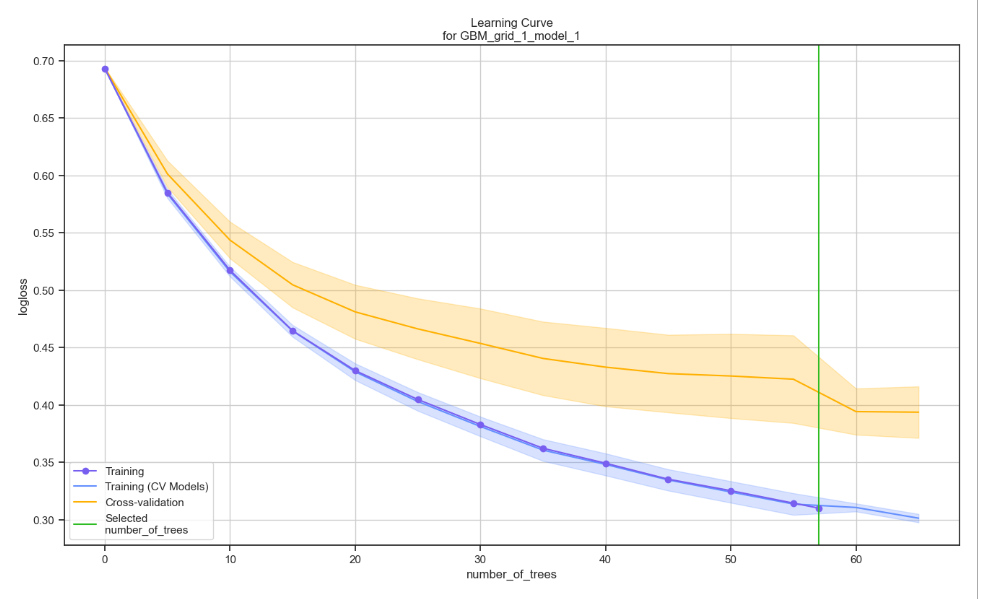 Learning Curve
for GBM_grid_1_model_1
0.70
0.65
0.60
0.55
0.50
0.45
0.40
0.35
0.30
logloss
Training
Training (CV Models)
Cross-validation
Selected
number_of_trees
0 10 20 30 40 50 60
number_of_trees